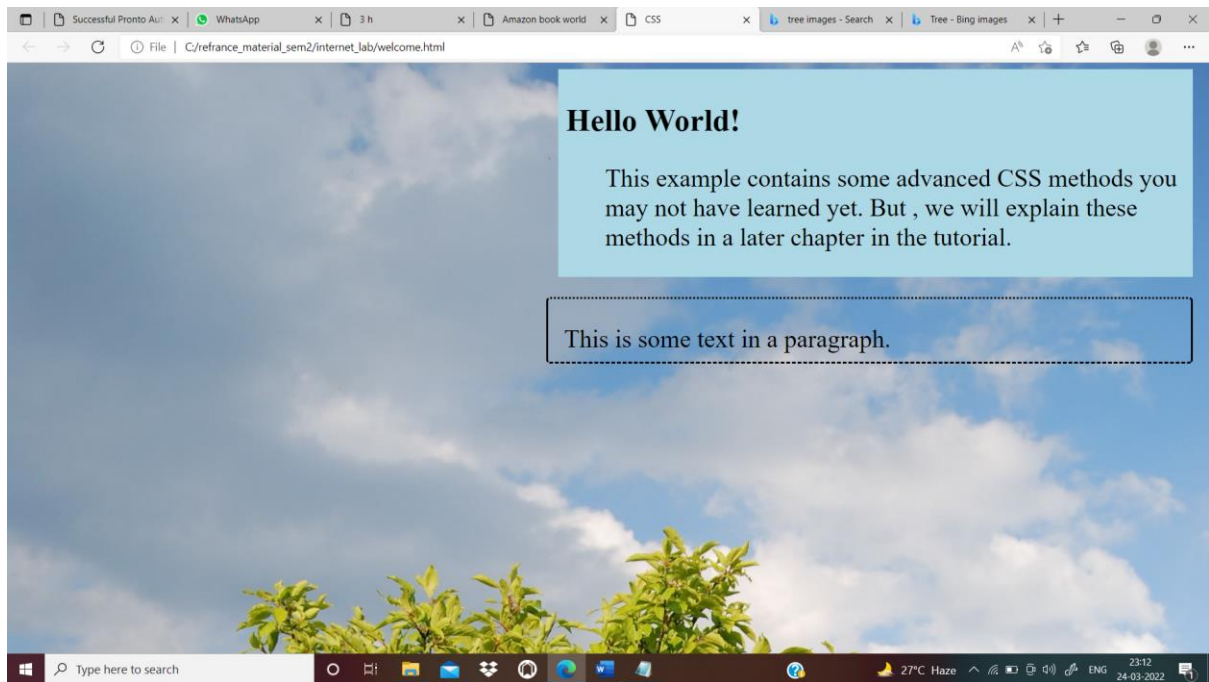 Successful Pronto Aut
WhatsApp
3 h
Amazon book world
CSS
tree images - Search
Tree - Bing images
File | C:/refrance_material_sem2/internet_lab/welcome.html
Hello World!
This example contains some advanced CSS methods you
may not have learned yet. But , we will explain these
methods in a later chapter in the tutorial.
This is some text in a paragraph.
Type here to search
27°C Haze
ENG
23:12
24-03-2022